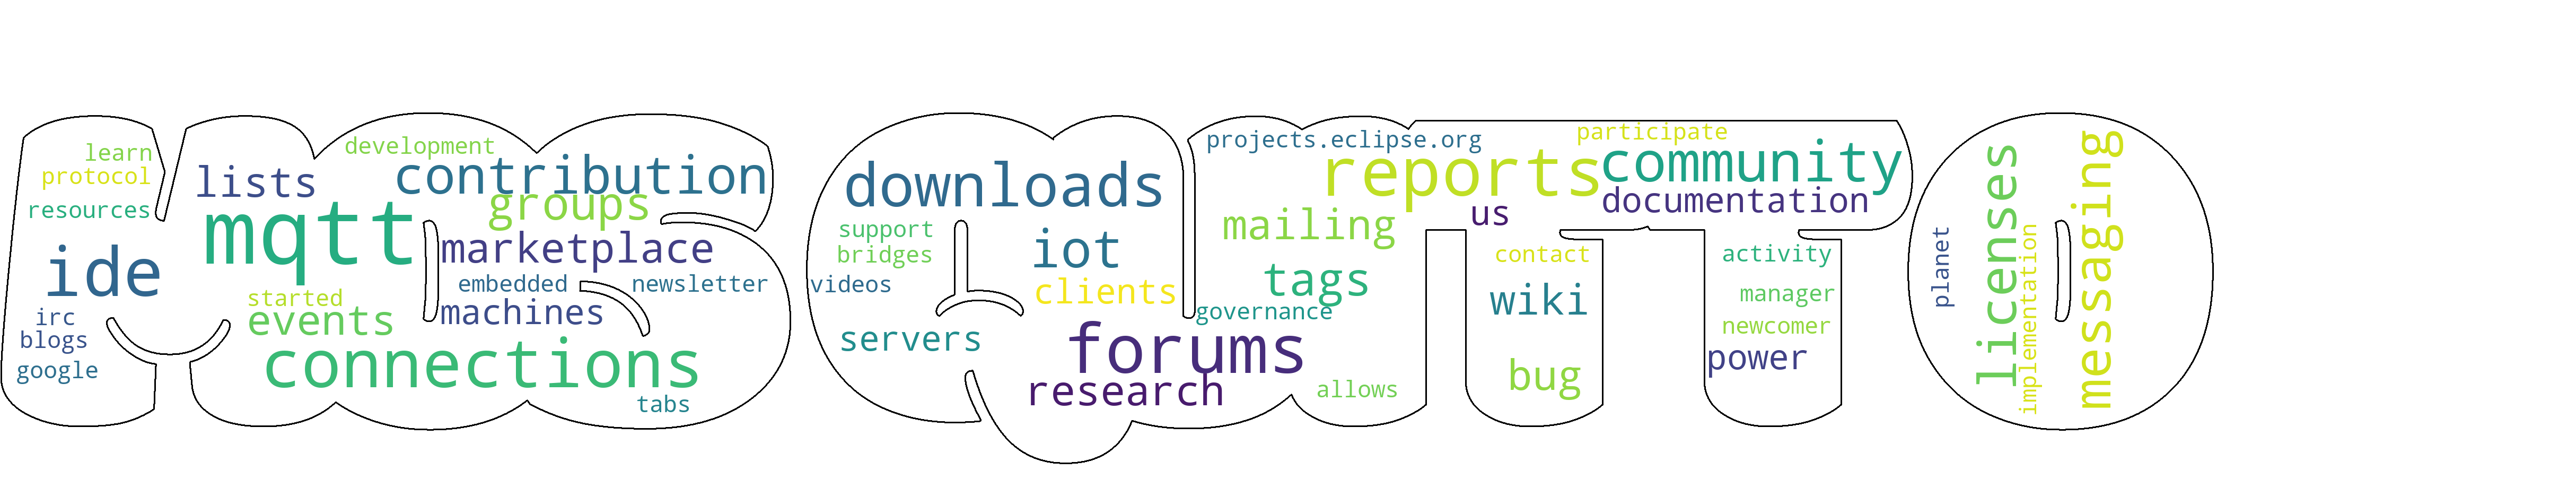 learn
protocol
resources
ide
irc
blogs
google
development
lists
contribution
mqtt
groups
marketplace
embedded
newsletter
started
machines
events
connections
tabs
downloads
support
bridges
iot
videos
clients
servers
forums
research
projects.eclipse.org
participate
reports
community
documentation
mailing
us
tags
governance
allows
contact
wiki
bug
activity
manager
newcomer
power
planet
licenses
implementation
messaging